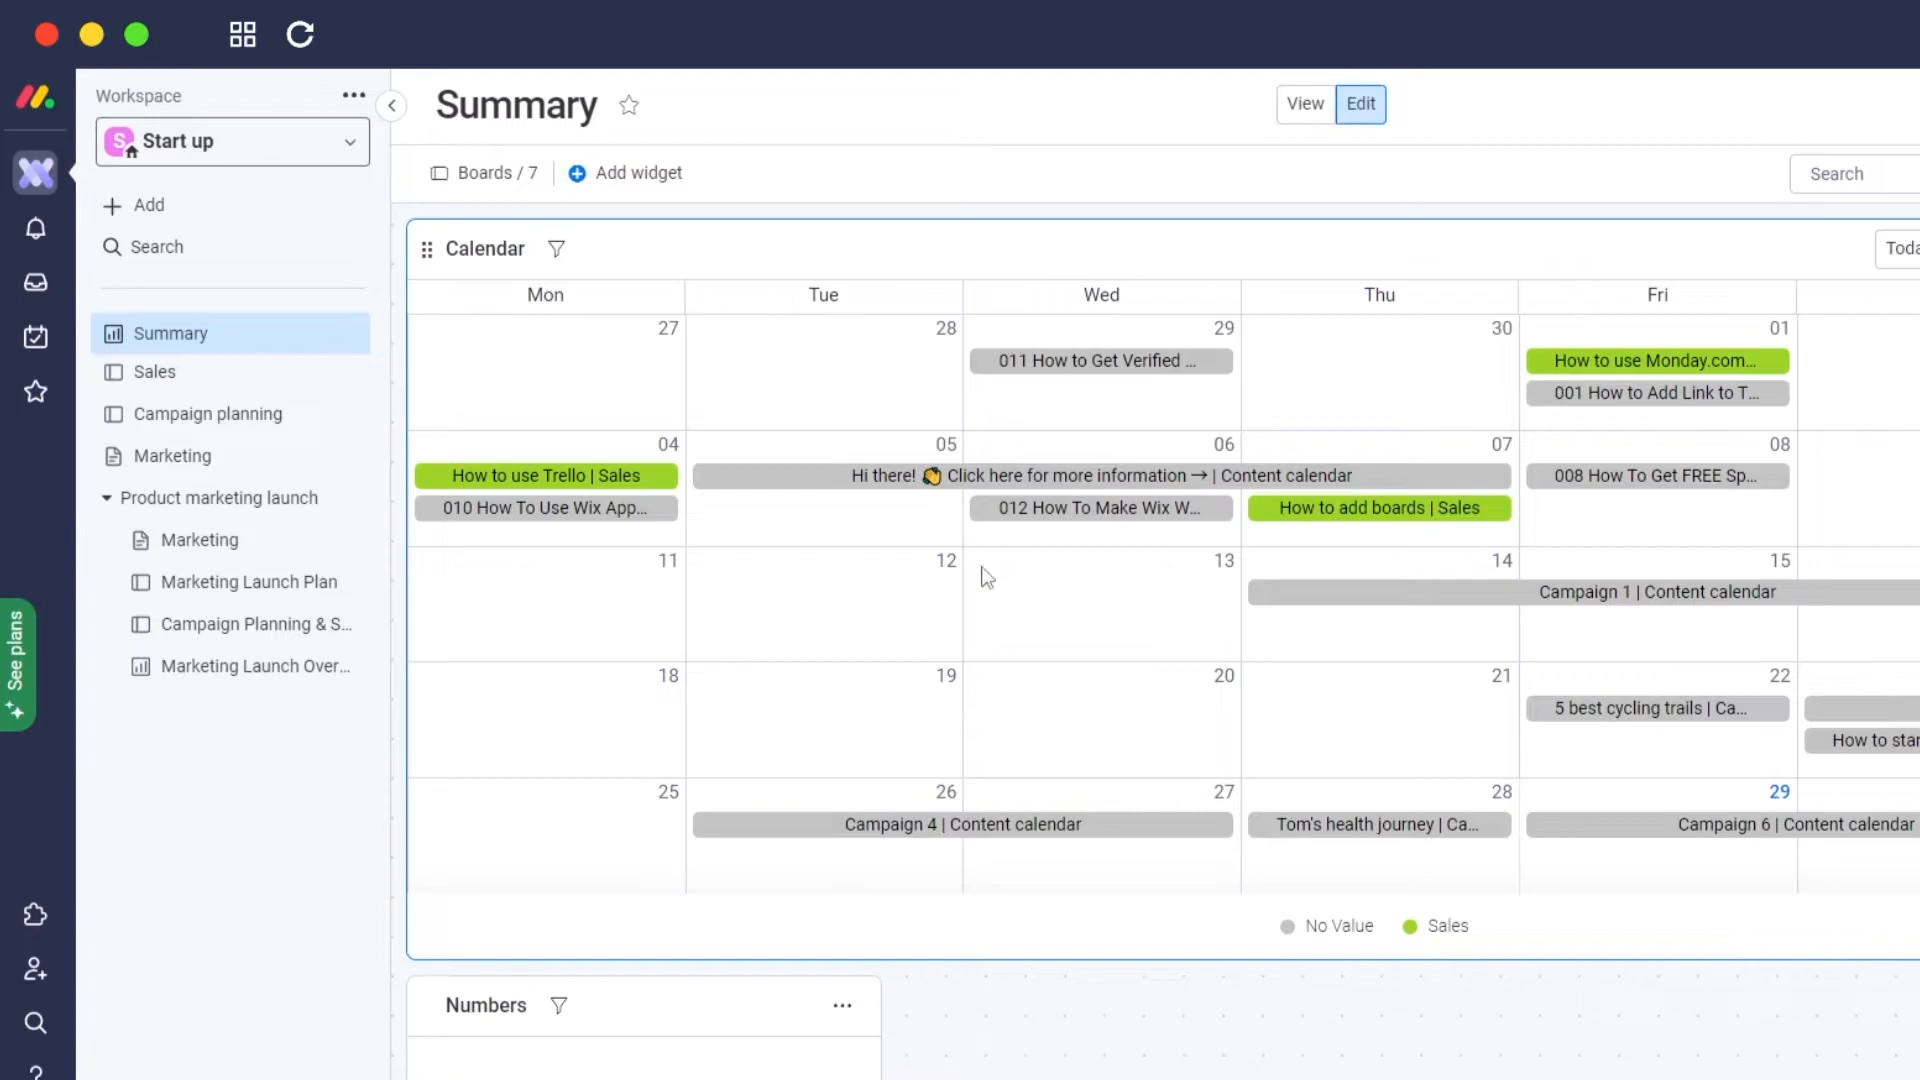 Workspace
S Start up
Add
Search
Summary
Sales
Campaign planning
Marketing
Product marketing launch
Marketing
Marketing Launch Plan
Campaign Planning & S...
Marketing Launch Over...
See plans
Summary
View Edit
Boards / 7
Add widget
Search
Calendar
Toda
Mon Tue Wed Thu Fri
27 28 29 30 01
011 How to Get Verified ...
How to use Monday.com...
001 How to Add Link to T...
04 05 06 07 08
How to use Trello | Sales
Hi there! 👏 Click here for more information → | Content calendar
008 How To Get FREE Sp...
010 How To Use Wix App...
012 How To Make Wix W...
How to add boards | Sales
11 12 13 14 15
Campaign 1 | Content calendar
18 19 20 21 22
5 best cycling trails | Ca...
How to star
25 26 27 28 29
Campaign 4 | Content calendar
Tom's health journey | Ca...
Campaign 6 | Content calendar
No Value Sales
Numbers